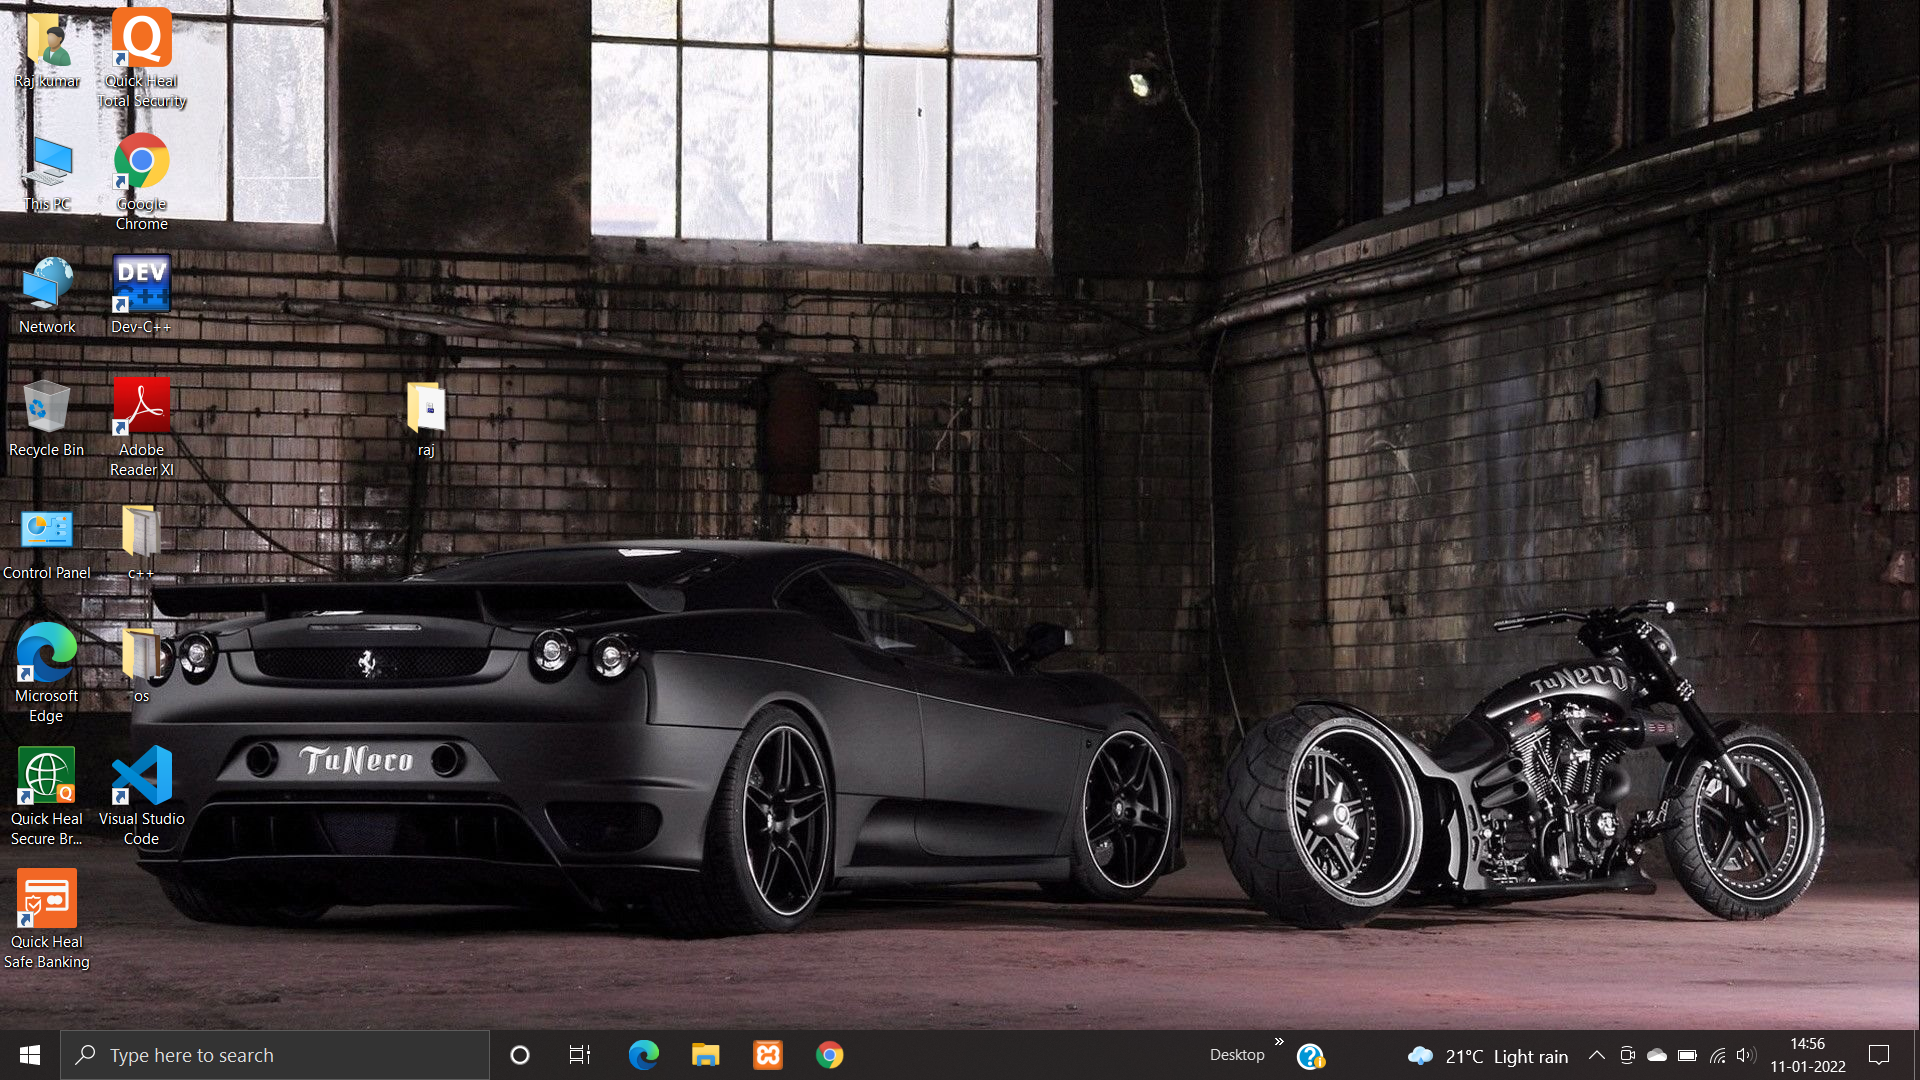 Raj kumar
Quick Heal
Total Security
This PC
Google
Chrome
Network
DEV
C++
Dev-C++
Recycle Bin
Adobe
Reader XI
raj
Control Panel
c++
Microsoft
Edge
os
Quick Heal
Secure Br...
Visual Studio
Code
Quick Heal
Safe Banking
TuNeco
TuNeco
Type here to search
Desktop
21°C Light rain
14:56
11-01-2022